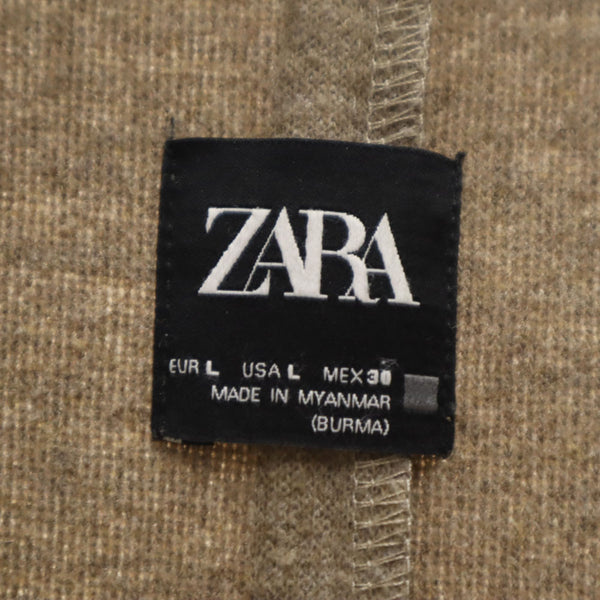 ZARA
EUR L USA L MEX 30
MADE IN MYANMAR
(BURMA)